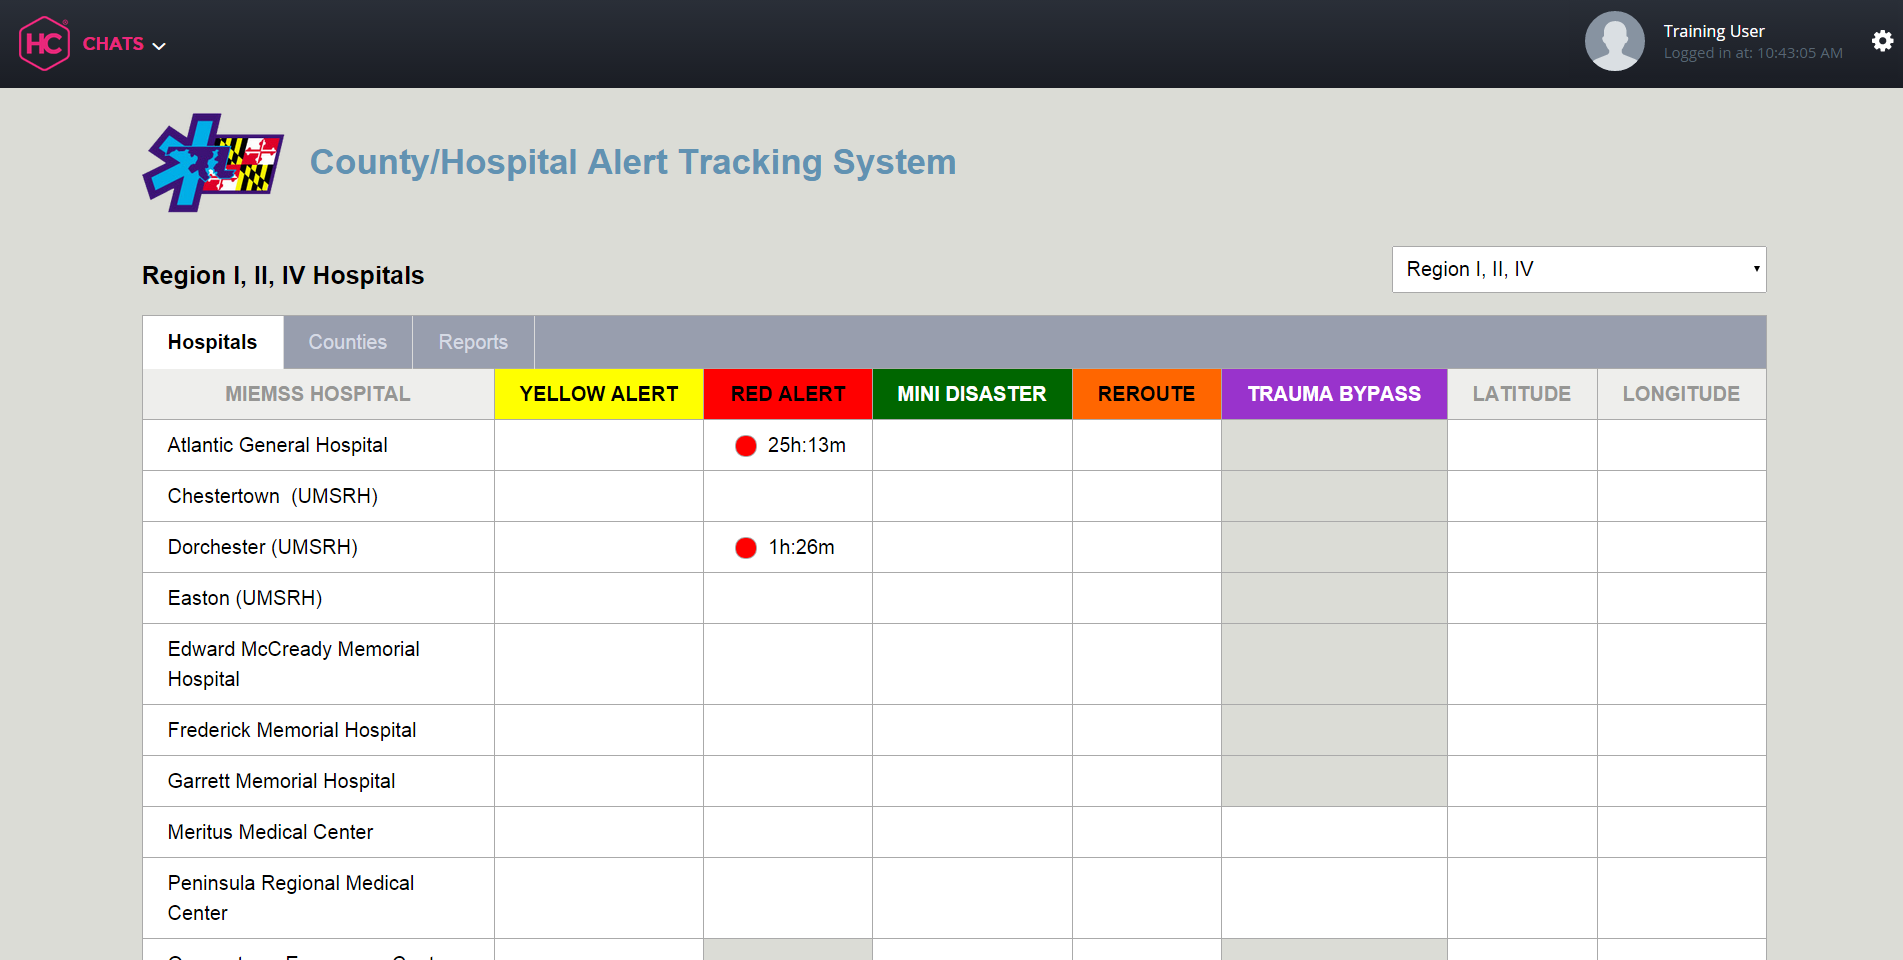 HC CHATS
Training User
Logged in at: 10:43:05 AM
County/Hospital Alert Tracking System
Region I, II, IV Hospitals
Region I, II, IV
Hospitals Counties Reports
MIEMSS HOSPITAL YELLOW ALERT RED ALERT MINI DISASTER REROUTE TRAUMA BYPASS LATITUDE LONGITUDE
Atlantic General Hospital 25h:13m
Chestertown (UMSRH)
Dorchester (UMSRH) 1h:26m
Easton (UMSRH)
Edward McCready Memorial
Hospital
Frederick Memorial Hospital
Garrett Memorial Hospital
Meritus Medical Center
Peninsula Regional Medical
Center